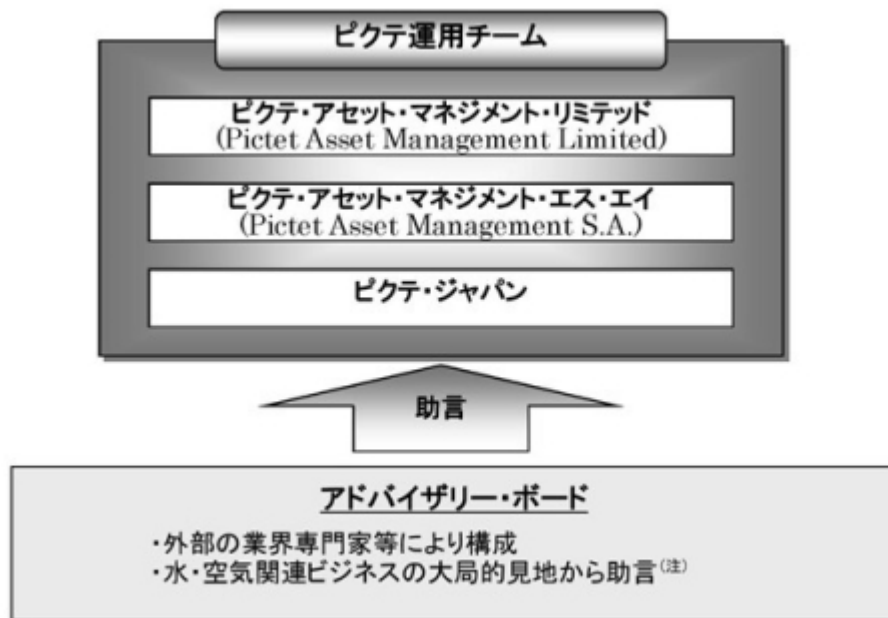 ピクテ運用チーム
ピクテ・アセット・マネジメント・リミテッド
(Pictet Asset Management Limited)
ピクテ・アセット・マネジメント・エス・エイ
(Pictet Asset Management S.A.)
ピクテ・ジャパン
助言
アドバイザリー・ボード
・外部の業界専門家等により構成
・水・空気関連ビジネスの大局的見地から助言(注)